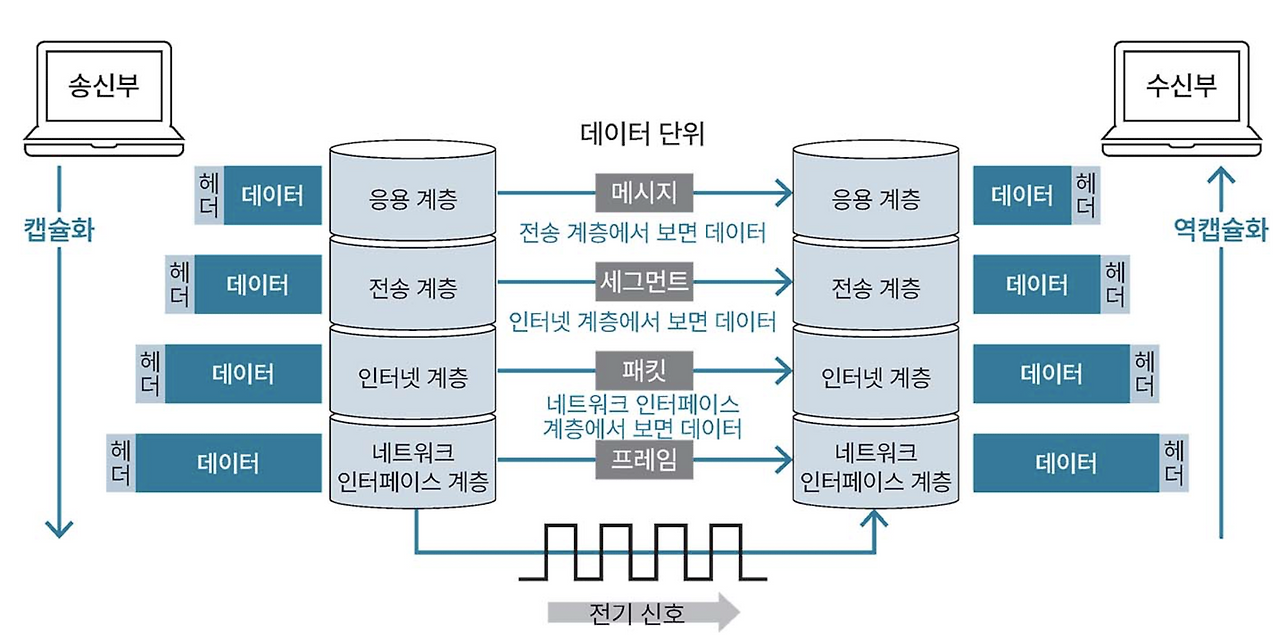 송신부
수신부
데이터 단위
캡슐화
역캡슐화
헤
더
데이터
응용 계층
메시지
응용 계층
데이터
헤
더
전송 계층에서 보면 데이터
헤
더
데이터
전송 계층
세그먼트
전송 계층
데이터
헤
더
인터넷 계층에서 보면 데이터
헤
더
데이터
인터넷 계층
패킷
인터넷 계층
데이터
헤
더
네트워크 인터페이스
계층에서 보면 데이터
헤
더
데이터
네트워크
인터페이스 계층
프레임
네트워크
인터페이스 계층
데이터
헤
더
전기 신호